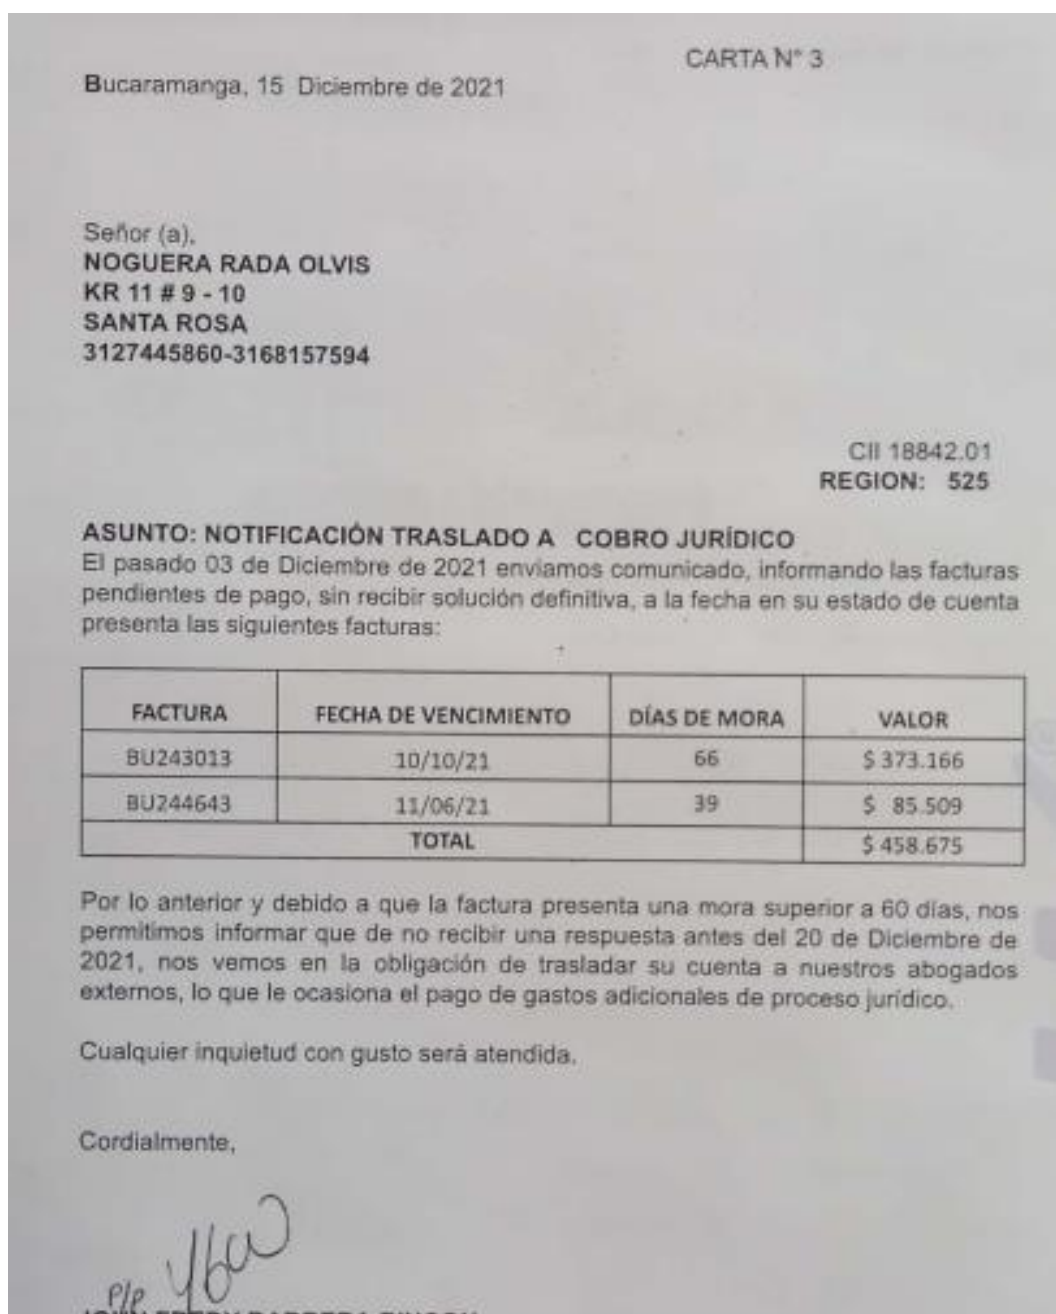 CARTA N° 3
Bucaramanga, 15 Diciembre de 2021
Señor (a),
NOGUERA RADA OLVIS
KR 11 # 9 - 10
SANTA ROSA
3127445860-3168157594
CII 18842.01
REGION: 525
ASUNTO: NOTIFICACIÓN TRASLADO A COBRO JURÍDICO
El pasado 03 de Diciembre de 2021 enviamos comunicado, informando las facturas
pendientes de pago, sin recibir solución definitiva, a la fecha en su estado de cuenta
presenta las siguientes facturas:
FACTURA FECHA DE VENCIMIENTO DÍAS DE MORA VALOR
BU243013 10/10/21 66 $ 373.166
BU244643 11/06/21 39 $ 85.509
TOTAL $ 458.675
Por lo anterior y debido a que la factura presenta una mora superior a 60 días, nos
permitimos informar que de no recibir una respuesta antes del 20 de Diciembre de
2021, nos vemos en la obligación de trasladar su cuenta a nuestros abogados
externos, lo que le ocasiona el pago de gastos adicionales de proceso jurídico.
Cualquier inquietud con gusto será atendida.
Cordialmente,
P/P